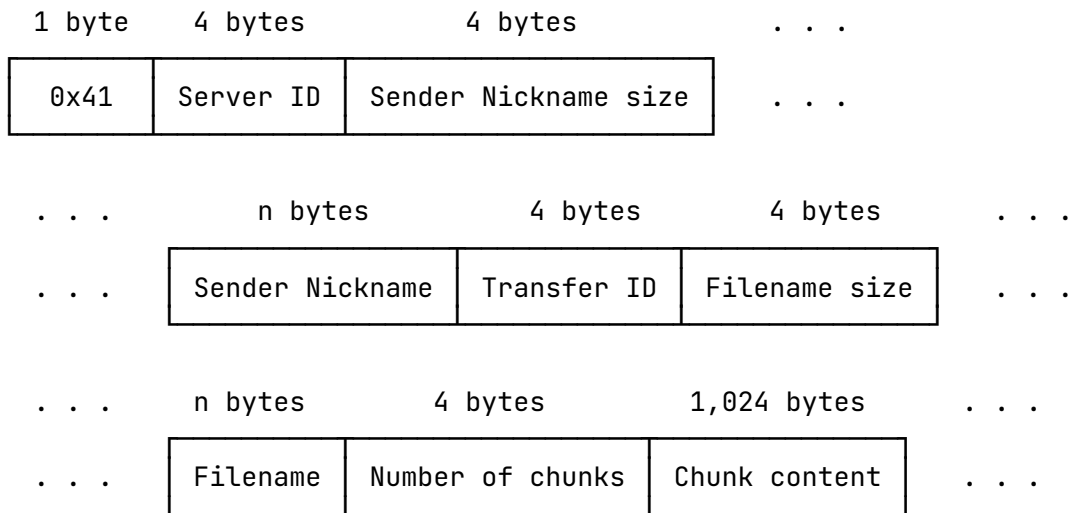 1 byte 4 bytes 4 bytes . . .
0x41 Server ID Sender Nickname size . . .
. . . n bytes 4 bytes 4 bytes . . .
. . . Sender Nickname Transfer ID Filename size . . .
. . . n bytes 4 bytes 1,024 bytes . . .
. . . Filename Number of chunks Chunk content . . .